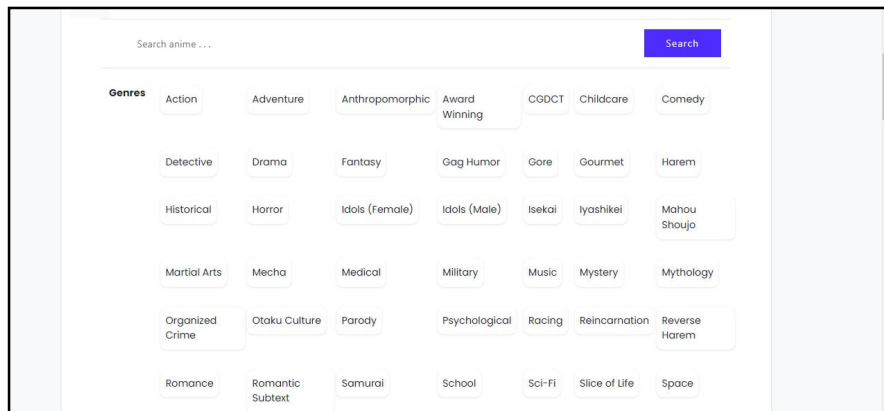 Search anime . . .
Search
Genres
Action Adventure Anthropomorphic Award Winning CGDCT Childcare Comedy
Detective Drama Fantasy Gag Humor Gore Gourmet Harem
Historical Horror Idols (Female) Idols (Male) Isekai Iyashikei Mahou Shoujo
Martial Arts Mecha Medical Military Music Mystery Mythology
Organized Crime Otaku Culture Parody Psychological Racing Reincarnation Reverse Harem
Romance Romantic Subtext Samurai School Sci-Fi Slice of Life Space